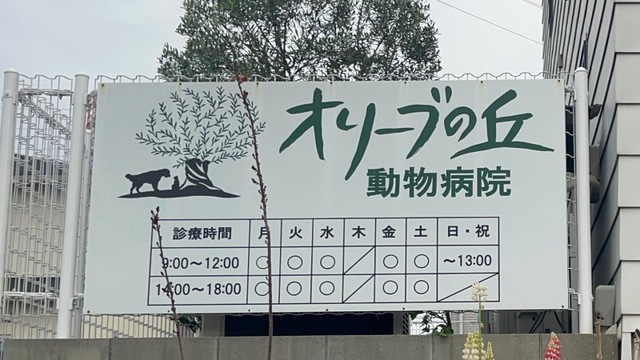 オリーブの丘
動物病院
診療時間 月 火 水 木 金 土 日・祝
9:00〜12:00 ○ ○ ○ ／ ○ ○ 〜13:00
14:00〜18:00 ○ ○ ○ ／ ○ ○ ／